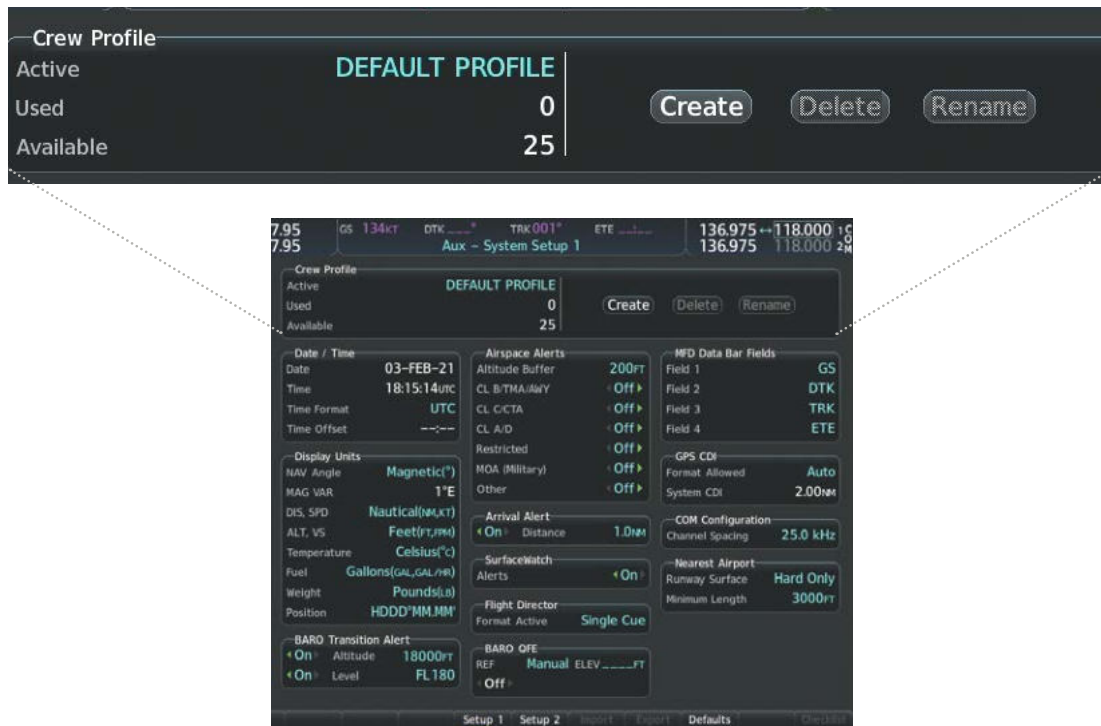 Crew Profile
Active DEFAULT PROFILE
Used 0 Create Delete Rename
Available 25
7.95 GS 134KT DTK ___° TRK 001° ETE __:__ 136.975 ↔ 118.000 1 C
7.95 Aux – System Setup 1 136.975 118.000 2 O M
Crew Profile
Active DEFAULT PROFILE
Used 0 Create Delete Rename
Available 25
Date / Time
Date 03–FEB–21
Time 18:15:14UTC
Time Format UTC
Time Offset --:--
Display Units
NAV Angle Magnetic(°)
MAG VAR 1°E
DIS, SPD Nautical(NM,KT)
ALT, VS Feet(FT,FPM)
Temperature Celsius(°C)
Fuel Gallons(GAL,GAL/HR)
Weight Pounds(LB)
Position HDDD°MM.MM'
BARO Transition Alert
On Altitude 18000FT
On Level FL180
Airspace Alerts
Altitude Buffer 200FT
CL B/TMA/AWY Off
CL C/CTA Off
CL A/D Off
Restricted Off
MOA (Military) Off
Other Off
Arrival Alert
On Distance 1.0NM
SurfaceWatch
Alerts On
Flight Director
Format Active Single Cue
BARO QFE
REF Manual ELEV ____FT
Off
MFD Data Bar Fields
Field 1 GS
Field 2 DTK
Field 3 TRK
Field 4 ETE
GPS CDI
Format Allowed Auto
System CDI 2.00NM
COM Configuration
Channel Spacing 25.0 kHz
Nearest Airport
Runway Surface Hard Only
Minimum Length 3000FT
Setup 1 Setup 2 Import Export Defaults Checklist